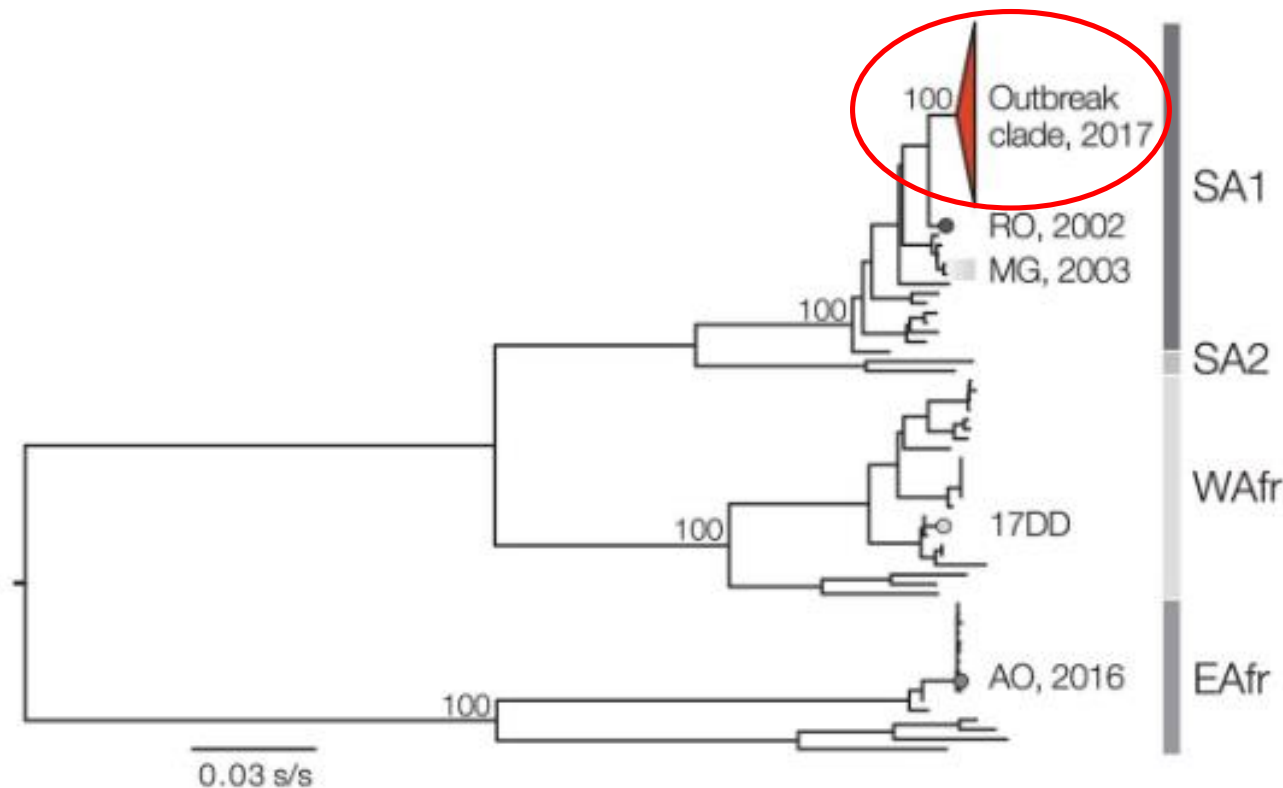 100
Outbreak
clade, 2017
SA1
RO, 2002
MG, 2003
100
SA2
WAfr
100
17DD
AO, 2016
EAfr
100
0.03 s/s